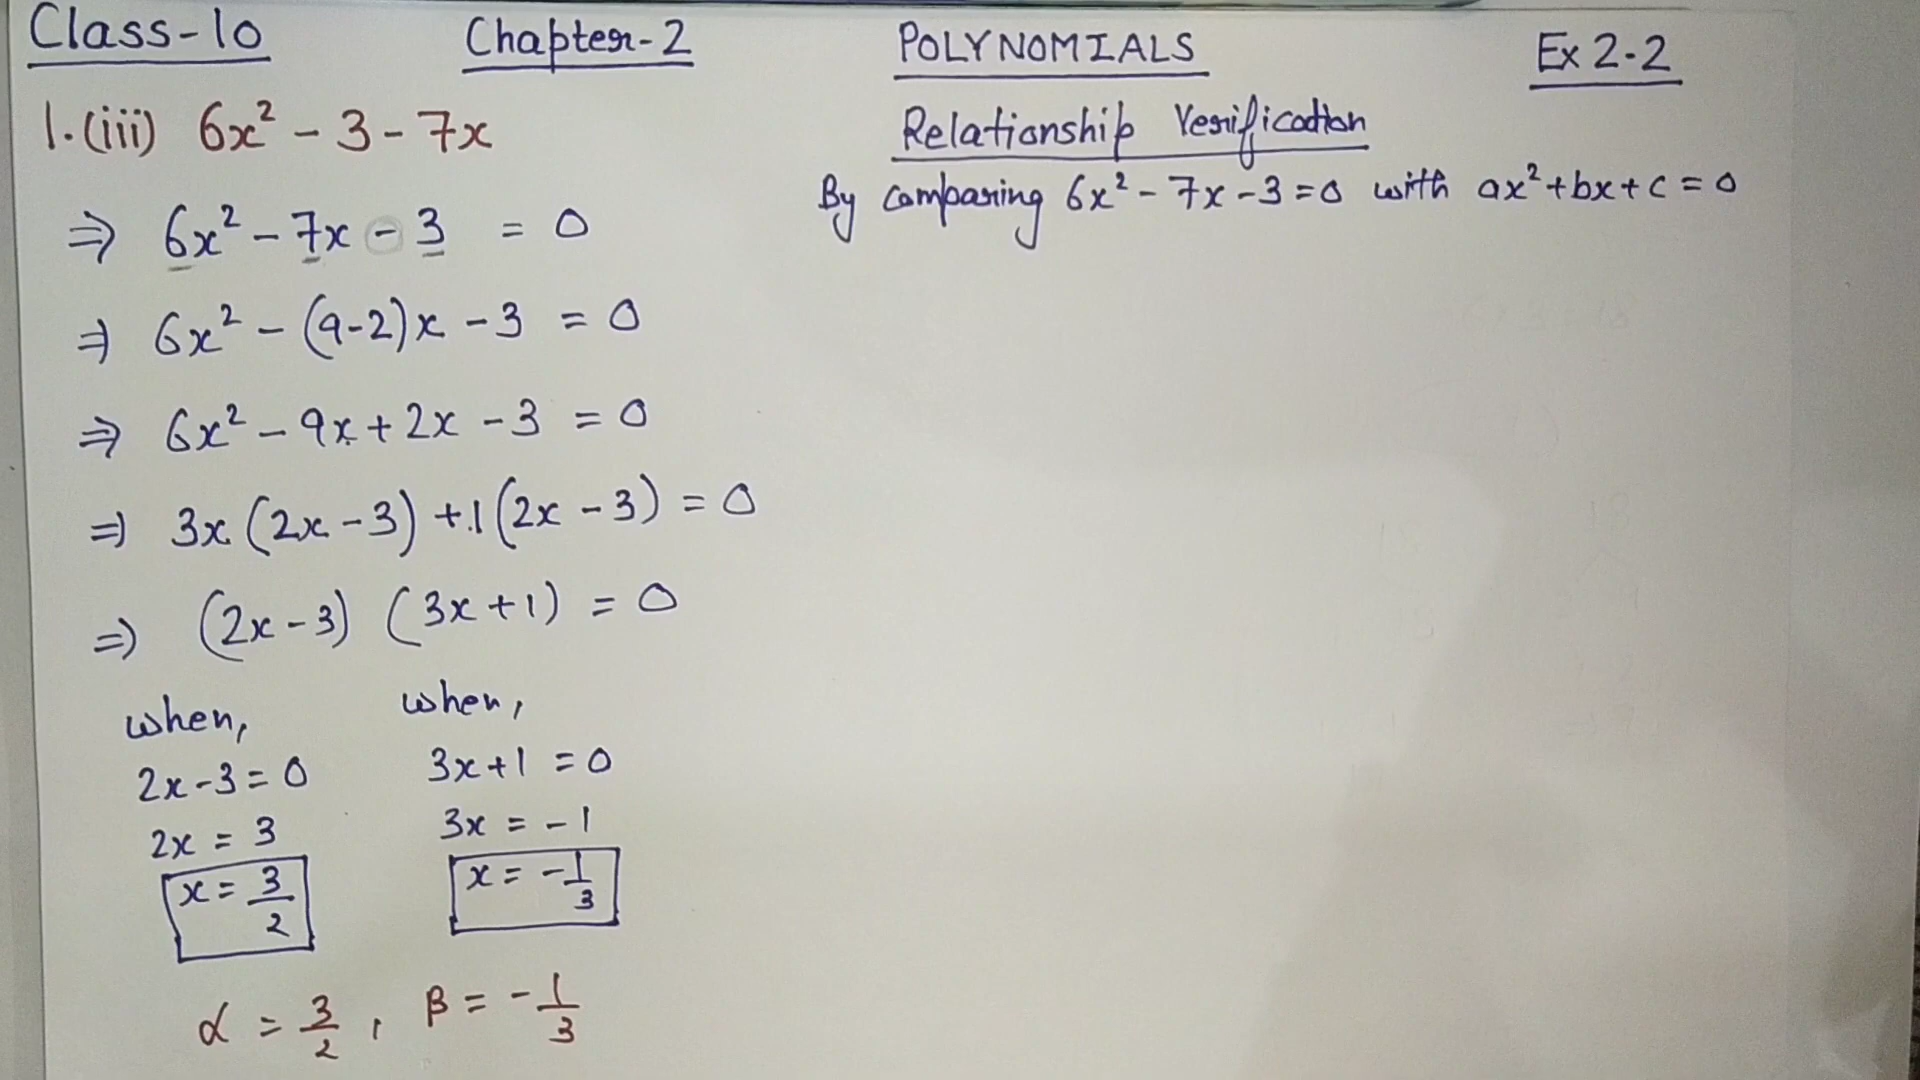 Class-10 Chapter-2 POLYNOMIALS Ex 2.2
1.(iii) 6x² - 3 - 7x
⇒ 6x² - 7x - 3 = 0
⇒ 6x² - (9-2)x - 3 = 0
⇒ 6x² - 9x + 2x - 3 = 0
⇒ 3x(2x - 3) + 1(2x - 3) = 0
⇒ (2x - 3) (3x + 1) = 0
when, when,
2x - 3 = 0 3x + 1 = 0
2x = 3 3x = - 1
x = 3/2 x = - 1/3
α = 3/2 , β = - 1/3
Relationship Verification
By comparing 6x² - 7x - 3 = 0 with ax² + bx + c = 0